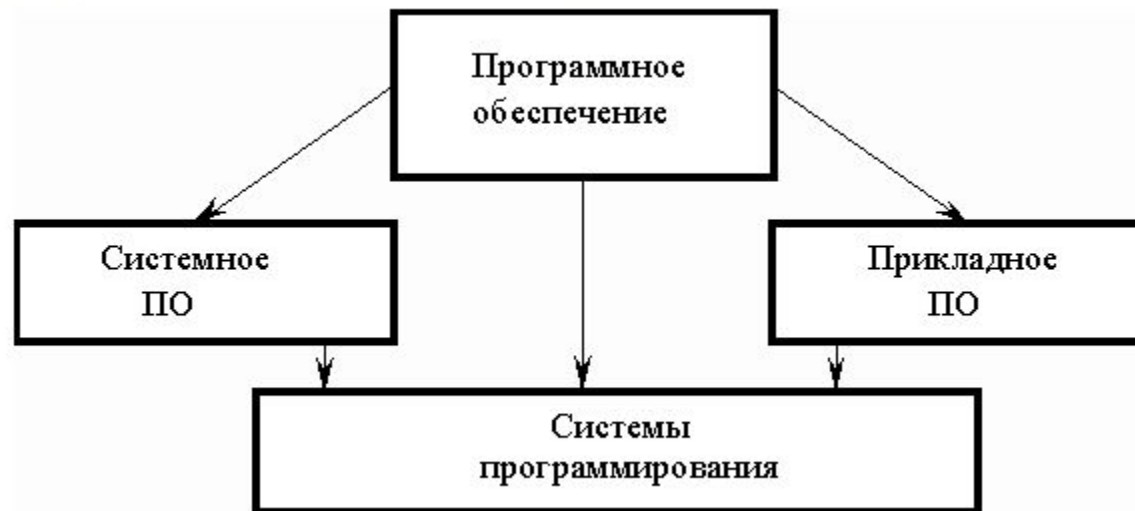 Программное
обеспечение
Системное
ПО
Прикладное
ПО
Системы
программирования